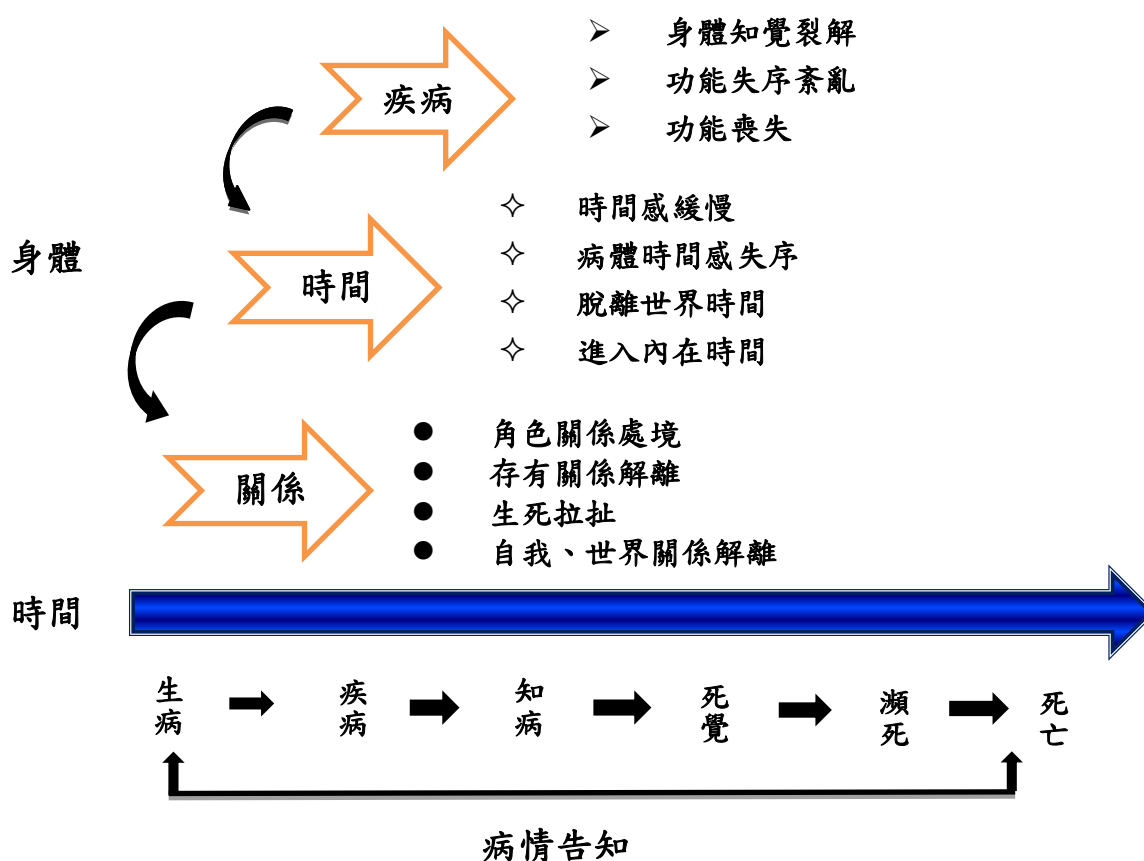 疾病
身體知覺裂解
功能失序紊亂
功能喪失
身體
時間
時間感緩慢
病體時間感失序
脫離世界時間
進入內在時間
關係
角色關係處境
存有關係解離
生死拉扯
自我、世界關係解離
時間
生病
疾病
知病
死覺
瀕死
死亡
病情告知